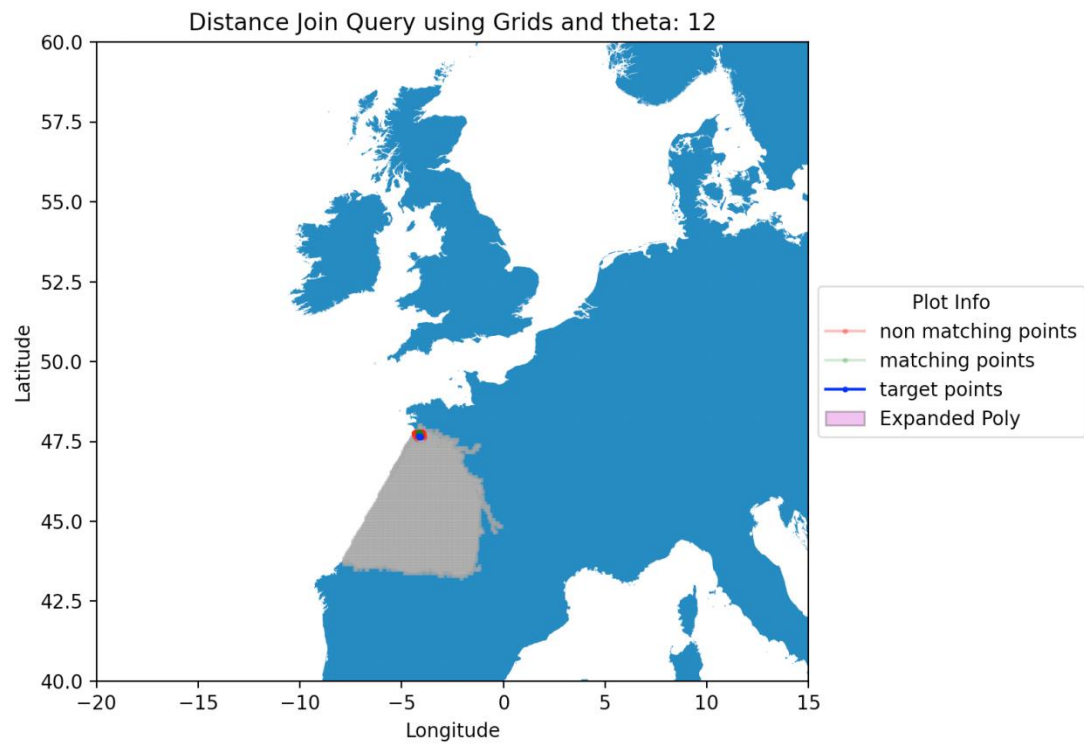 Distance Join Query using Grids and theta: 12
60.0
57.5
55.0
52.5
50.0
47.5
45.0
42.5
40.0
Latitude
−20
−15
−10
−5
0
5
10
15
Longitude
Plot Info
non matching points
matching points
target points
Expanded Poly